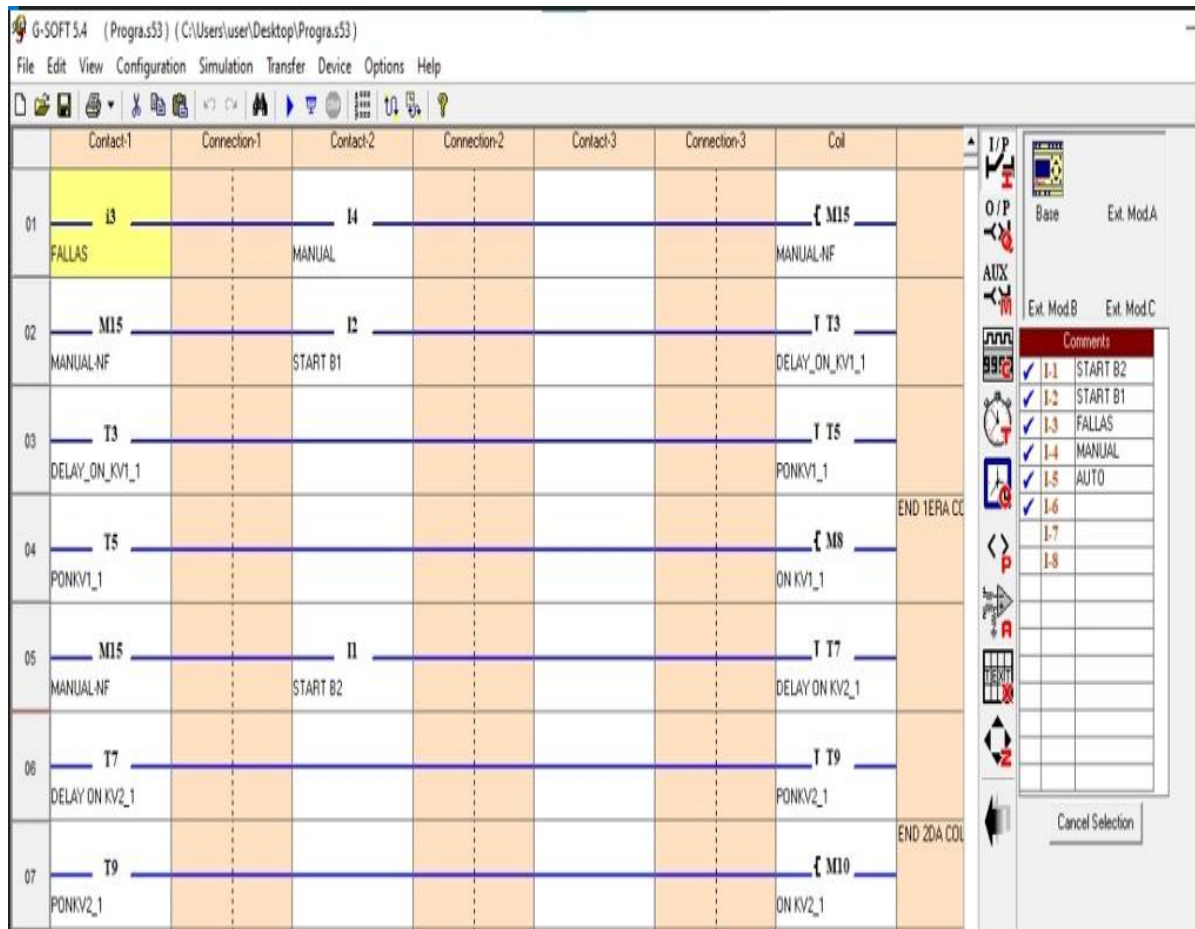 G-SOFT 5.4 (Progra.s53) (C:\Users\user\Desktop\Progra.s53)
File Edit View Configuration Simulation Transfer Device Options Help
Contact-1 Connection-1 Contact-2 Connection-2 Contact-3 Connection-3 Coil
01 i3 I4 { M15
FALLAS MANUAL MANUAL-NF
02 M15 I2 T T3
MANUAL-NF START B1 DELAY_ON_KV1_1
03 T3 T T5
DELAY_ON_KV1_1 PONKV1_1
END 1ERA CO
04 T5 { M8
PONKV1_1 ON KV1_1
05 M15 I1 T T7
MANUAL-NF START B2 DELAY ON KV2_1
06 T7 T T9
DELAY ON KV2_1 PONKV2_1
END 2DA COL
07 T9 { M10
PONKV2_1 ON KV2_1
I/P
I
O/P
Q
AUX
M
C
T
Q
P
A
TEXT
X
Z
Base Ext. Mod.A
Ext. Mod.B Ext. Mod.C
Comments
I-1 START B2
I-2 START B1
I-3 FALLAS
I-4 MANUAL
I-5 AUTO
I-6
I-7
I-8
Cancel Selection